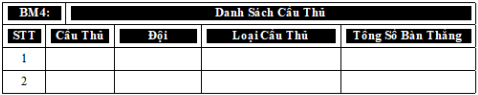 BM4: Danh Sách Cầu Thủ
STT Cầu Thủ Đội Loại Cầu Thủ Tổng Số Bàn Thắng
1
2